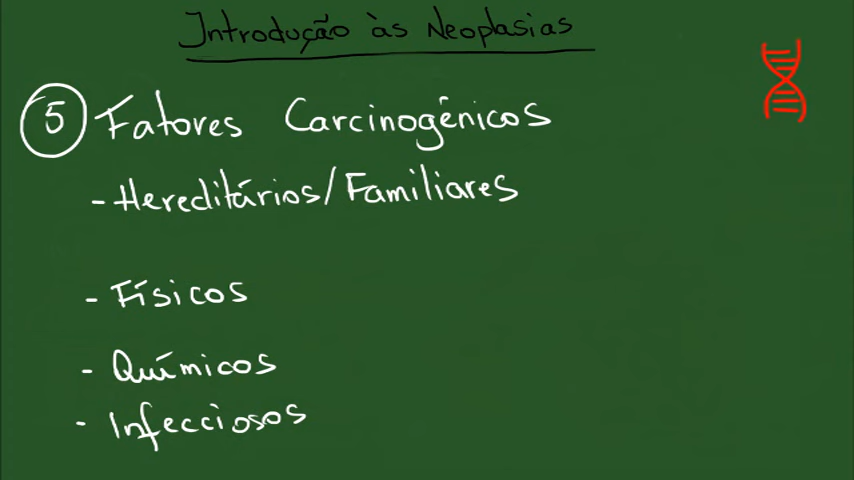 Introdução às Neoplasias
5 Fatores Carcinogênicos
- Hereditários/Familiares
- Físicos
- Químicos
- Infecciosos